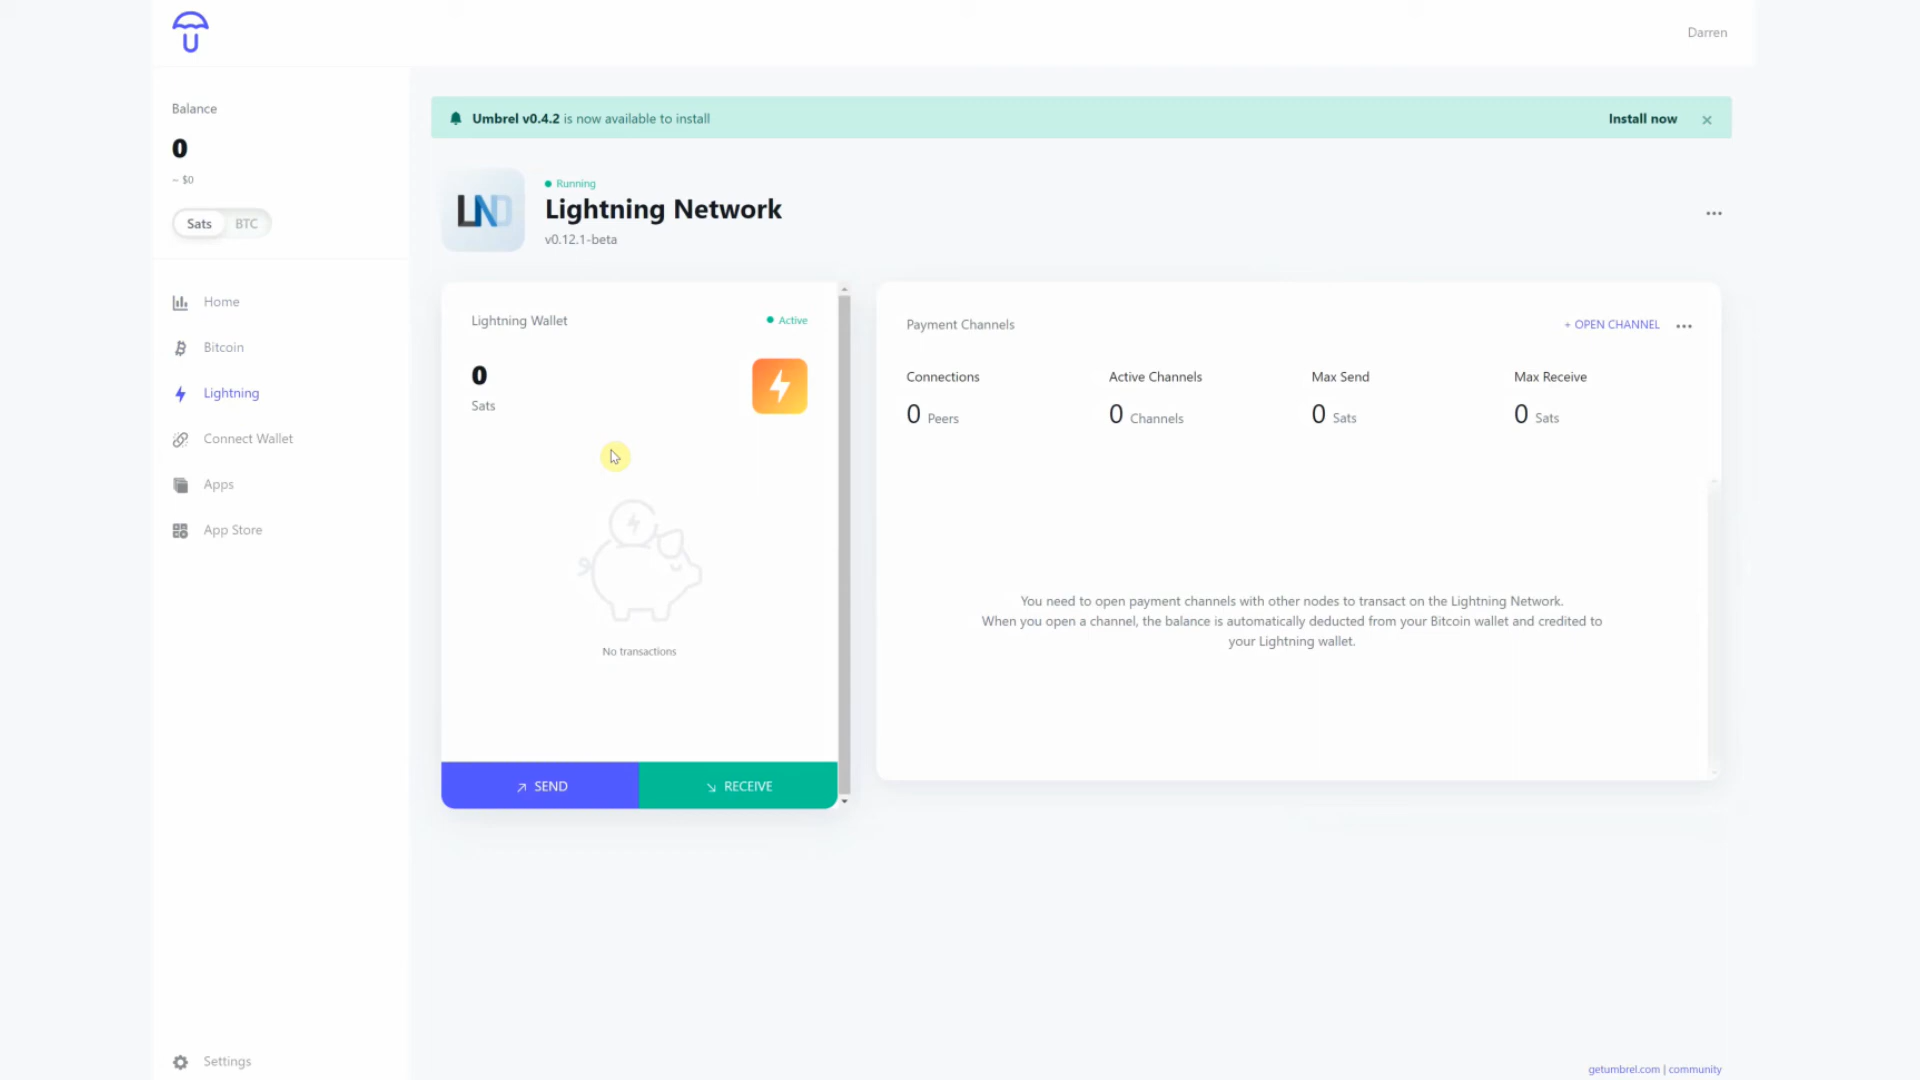 Darren
Balance
0
~ $0
Sats BTC
Home
Bitcoin
Lightning
Connect Wallet
Apps
App Store
Settings
Umbrel v0.4.2 is now available to install
Install now ×
LND
Running
Lightning Network
v0.12.1-beta
Lightning Wallet
Active
0
Sats
No transactions
SEND
RECEIVE
Payment Channels
+ OPEN CHANNEL
Connections
0 Peers
Active Channels
0 Channels
Max Send
0 Sats
Max Receive
0 Sats
You need to open payment channels with other nodes to transact on the Lightning Network.
When you open a channel, the balance is automatically deducted from your Bitcoin wallet and credited to
your Lightning wallet.
getumbrel.com | community